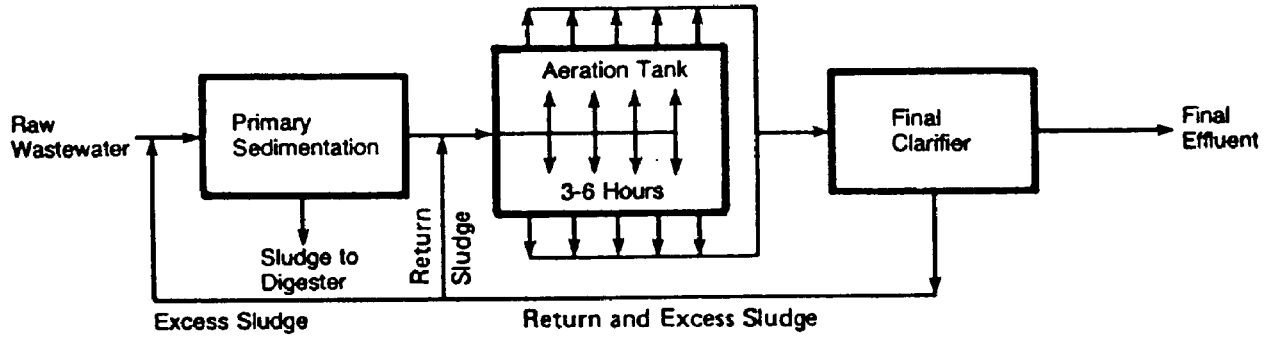 Aeration Tank
Raw
Wastewater
Primary
Sedimentation
Final
Clarifier
Final
Effluent
3-6 Hours
Return
Sludge
Sludge to
Digester
Excess Sludge
Return and Excess Sludge